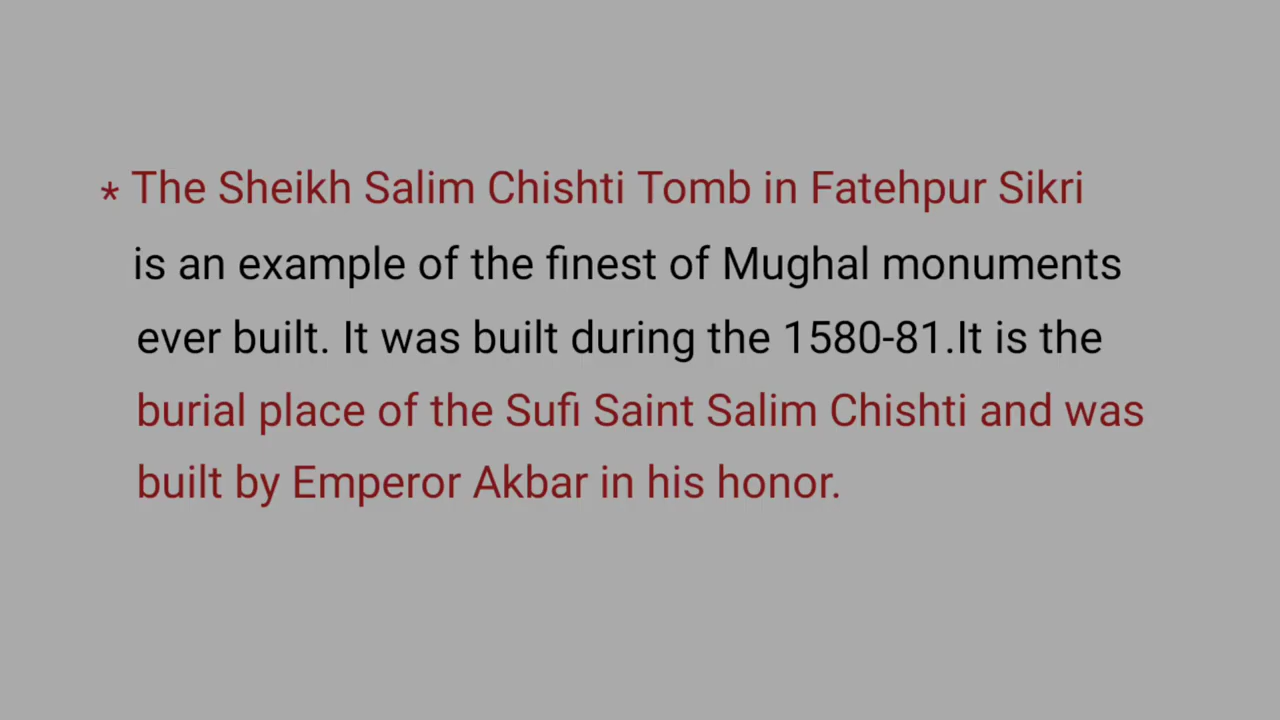 * The Sheikh Salim Chishti Tomb in Fatehpur Sikri
is an example of the finest of Mughal monuments
ever built. It was built during the 1580-81.It is the
burial place of the Sufi Saint Salim Chishti and was
built by Emperor Akbar in his honor.